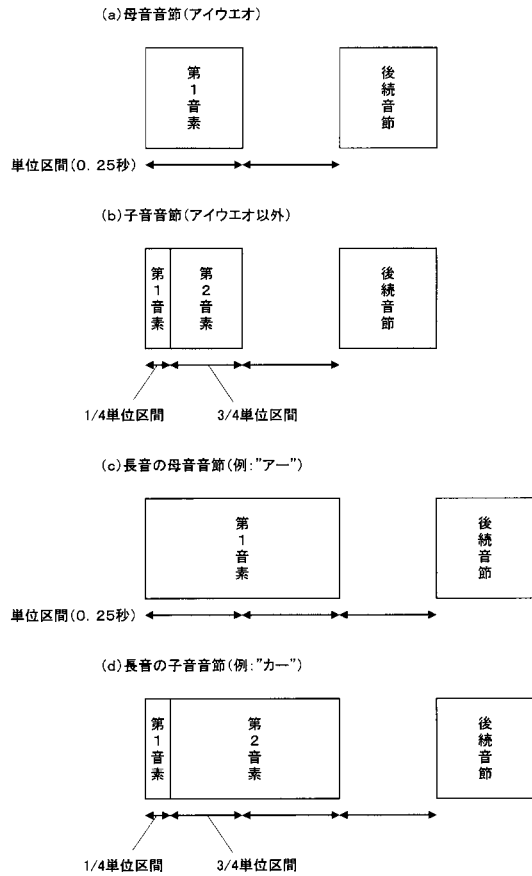 (a)母音音節(アイウエオ)
第1音素
後続音節
単位区間(0. 25秒)
(b)子音音節(アイウエオ以外)
第1音素
第2音素
後続音節
1/4単位区間
3/4単位区間
(c)長音の母音音節(例:"アー")
第1音素
後続音節
単位区間(0. 25秒)
(d)長音の子音音節(例:"カー")
第1音素
第2音素
後続音節
1/4単位区間
3/4単位区間